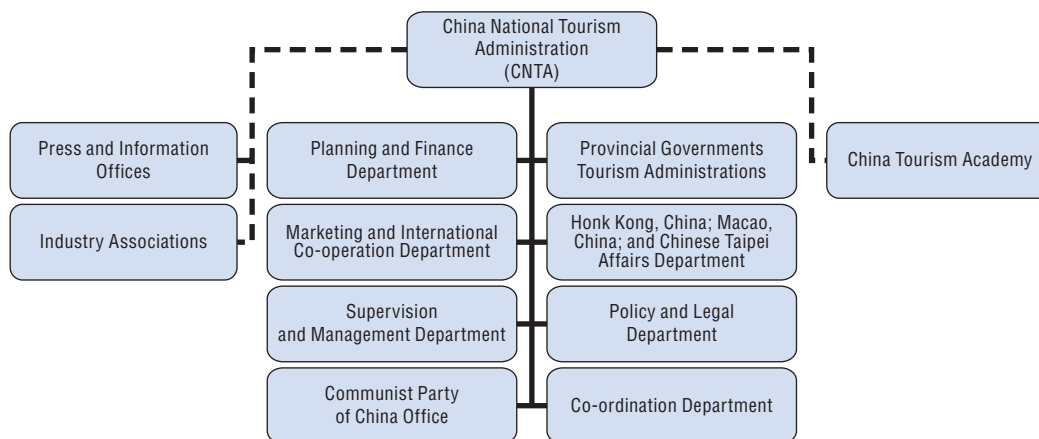 China National Tourism
Administration
(CNTA)
Press and Information
Offices
Planning and Finance
Department
Provincial Governments
Tourism Administrations
China Tourism Academy
Industry Associations
Marketing and International
Co-operation Department
Honk Kong, China; Macao,
China; and Chinese Taipei
Affairs Department
Supervision
and Management Department
Policy and Legal
Department
Communist Party
of China Office
Co-ordination Department